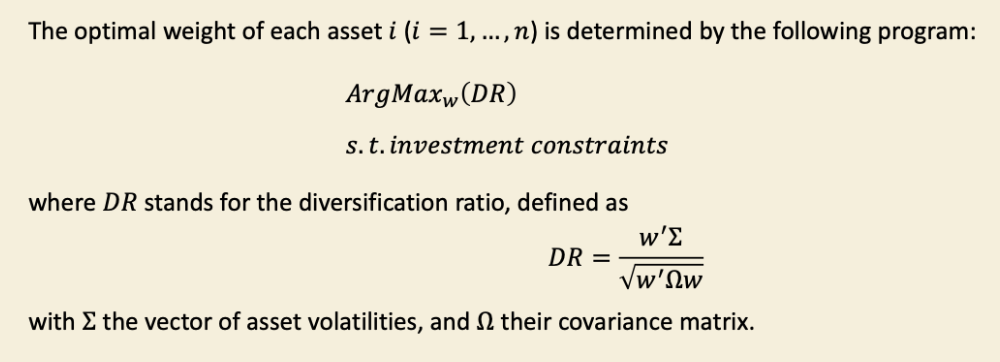 The optimal weight of each asset i (i = 1, ..., n) is determined by the following program:
ArgMax_w(DR)
s.t. investment constraints
where DR stands for the diversification ratio, defined as
DR = w'Σ / √w'Ωw
with Σ the vector of asset volatilities, and Ω their covariance matrix.